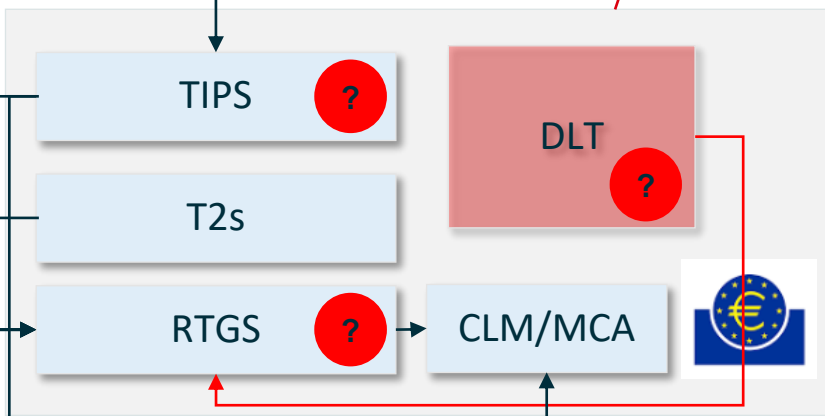 TIPS
?
DLT
?
T2s
RTGS
?
CLM/MCA
€